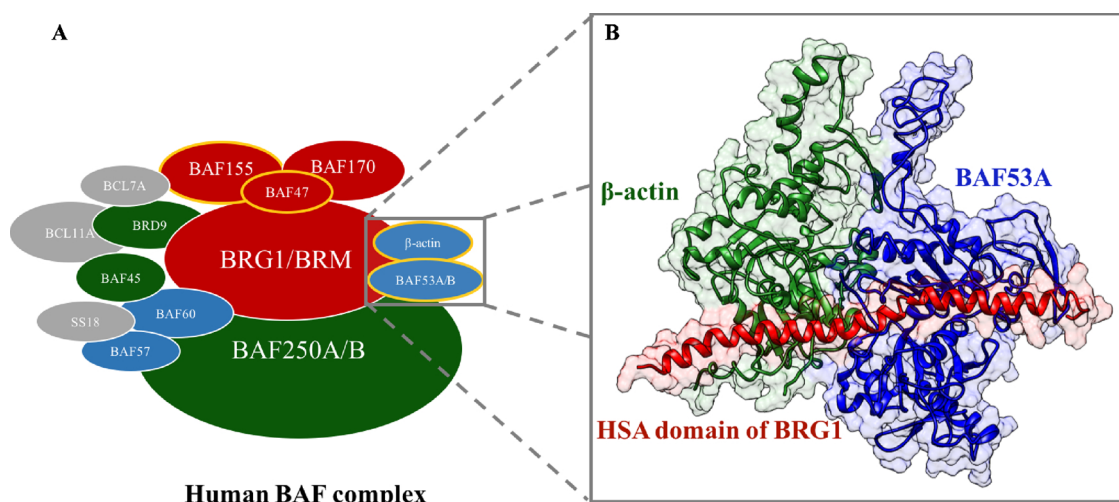 A
BAF155
BAF170
BCL7A
BAF47
BCL11A
BRD9
β-actin
BRG1/BRM
BAF53A/B
BAF45
SS18
BAF60
BAF57
BAF250A/B
Human BAF complex
B
β-actin
BAF53A
HSA domain of BRG1